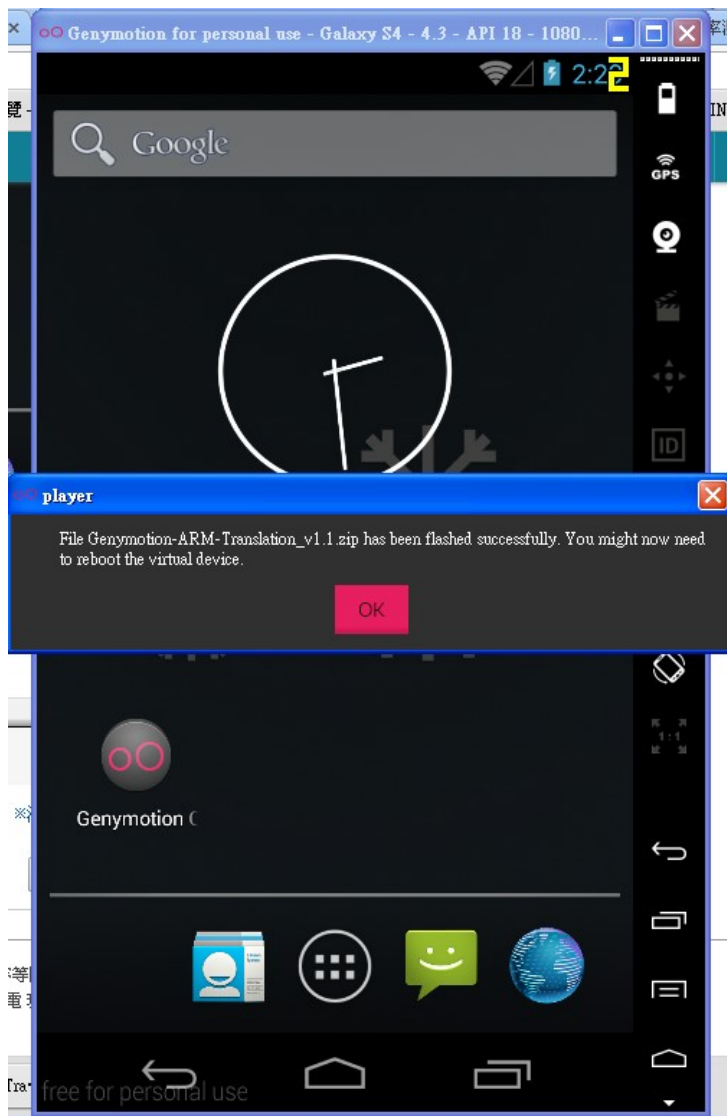 Genymotion for personal use - Galaxy S4 - 4.3 - API 18 - 1080...
Google
GPS
ID
player
File Genymotion-ARM-Translation_v1.1.zip has been flashed successfully. You might now need
to reboot the virtual device.
OK
1:1
Genymotion
free for personal use